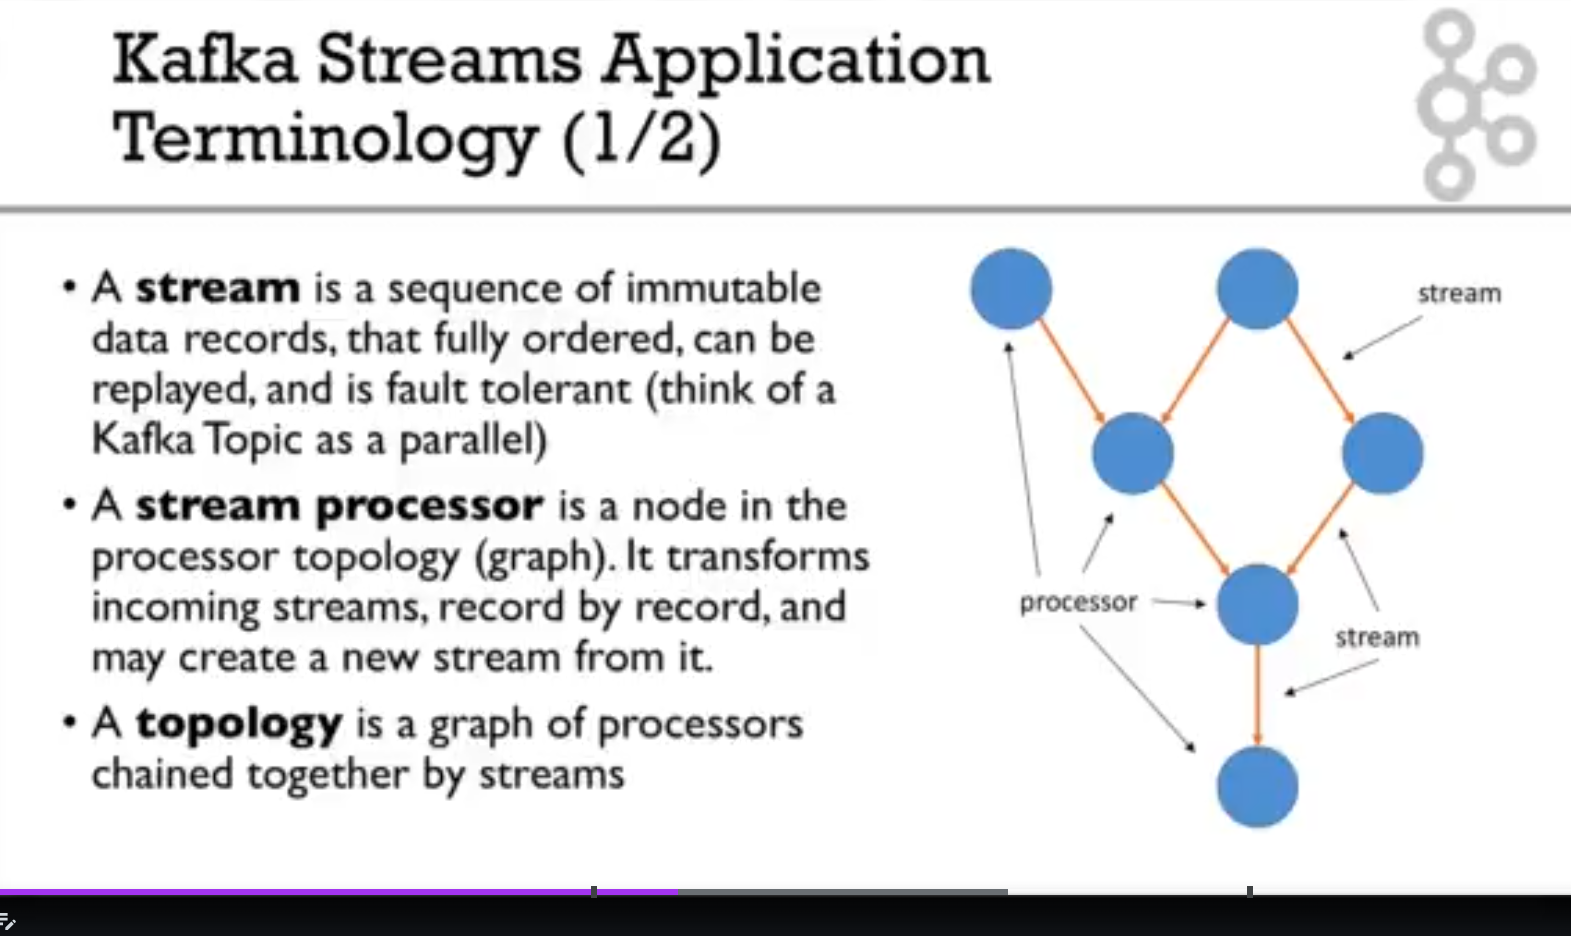 Kafka Streams Application
Terminology (1/2)
• A stream is a sequence of immutable
data records, that fully ordered, can be
replayed, and is fault tolerant (think of a
Kafka Topic as a parallel)
• A stream processor is a node in the
processor topology (graph). It transforms
incoming streams, record by record, and
may create a new stream from it.
• A topology is a graph of processors
chained together by streams
stream
processor
stream